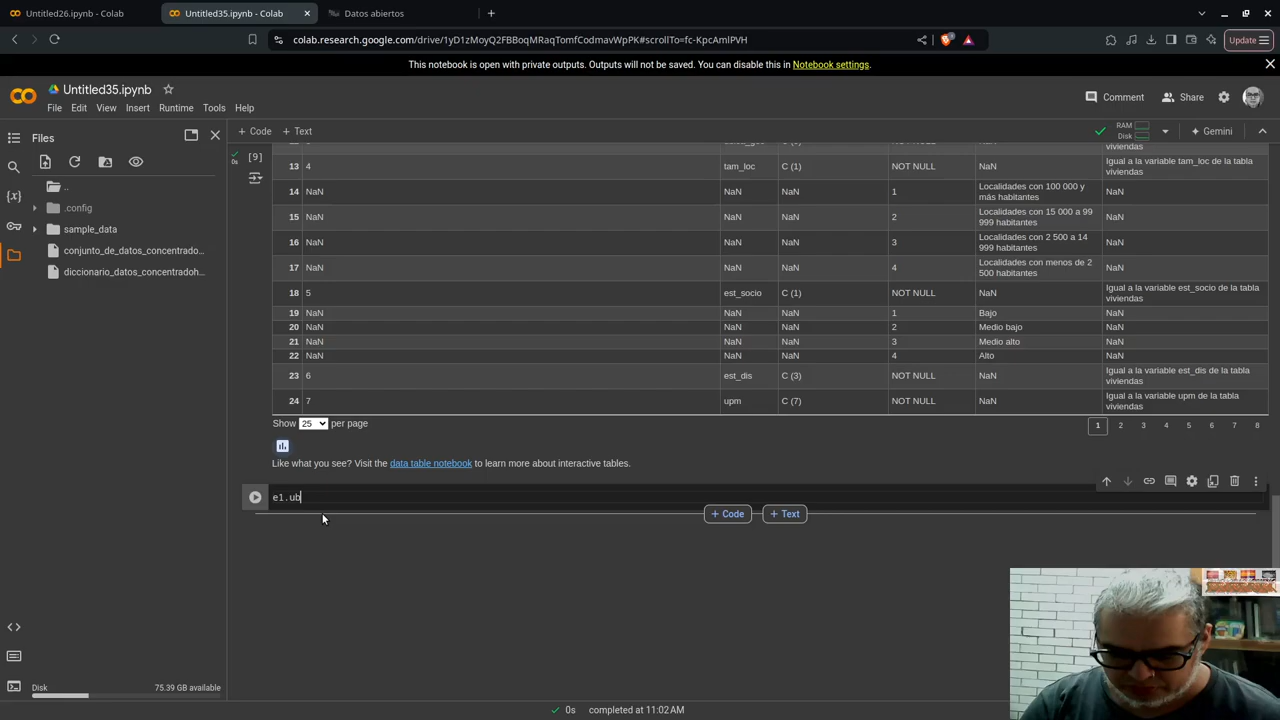 Untitled26.ipynb - Colab
Untitled35.ipynb - Colab
Datos abiertos
colab.research.google.com/drive/1yD1zMoyQ2FBBoqMRaqTomfCodmavWpPK#scrollTo=fc-KpcAmlPVH
Update
This notebook is open with private outputs. Outputs will not be saved. You can disable this in Notebook settings.
Untitled35.ipynb
File Edit View Insert Runtime Tools Help
Comment
Share
Files
+ Code + Text
RAM
Disk
Gemini
..
.config
sample_data
conjunto_de_datos_concentrado...
diccionario_datos_concentradoh...
[9]
0s
viviendas
13 4 tam_loc C (1) NOT NULL NaN Igual a la variable tam_loc de la tabla
viviendas
14 NaN NaN NaN 1 Localidades con 100 000 y
más habitantes NaN
15 NaN NaN NaN 2 Localidades con 15 000 a 99
999 habitantes NaN
16 NaN NaN NaN 3 Localidades con 2 500 a 14
999 habitantes NaN
17 NaN NaN NaN 4 Localidades con menos de 2
500 habitantes NaN
18 5 est_socio C (1) NOT NULL NaN Igual a la variable est_socio de la tabla
viviendas
19 NaN NaN NaN 1 Bajo NaN
20 NaN NaN NaN 2 Medio bajo NaN
21 NaN NaN NaN 3 Medio alto NaN
22 NaN NaN NaN 4 Alto NaN
23 6 est_dis C (3) NOT NULL NaN Igual a la variable est_dis de la tabla
viviendas
24 7 upm C (7) NOT NULL NaN Igual a la variable upm de la tabla
viviendas
Show 25 per page
1 2 3 4 5 6 7 8
Like what you see? Visit the data table notebook to learn more about interactive tables.
e1.ub
+ Code + Text
Disk 75.39 GB available
0s completed at 11:02 AM